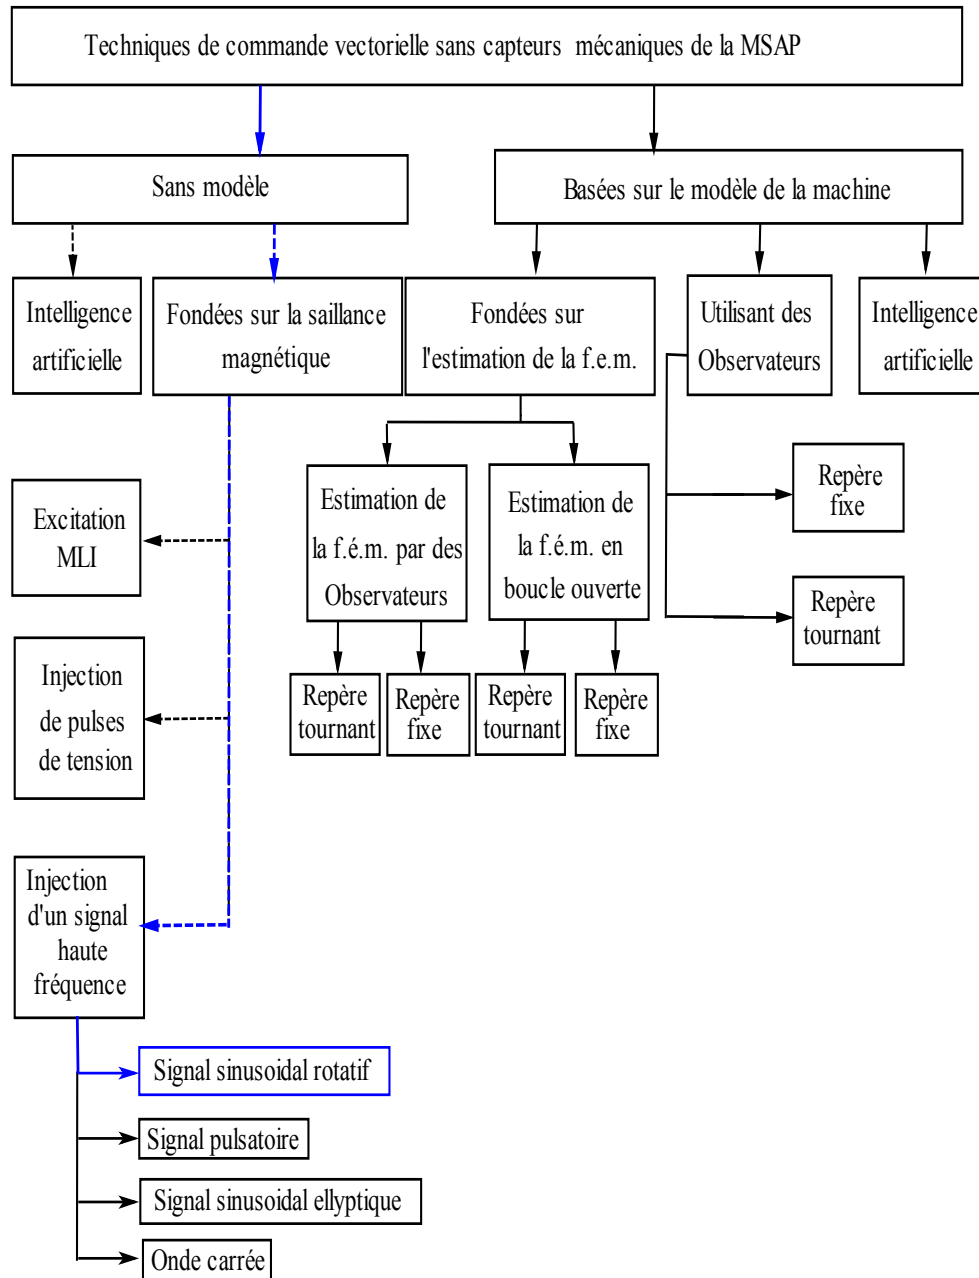 Techniques de commande vectorielle sans capteurs mécaniques de la MSAP
Sans modèle
Basées sur le modèle de la machine
Intelligence
artificielle
Fondées sur la saillance
magnétique
Fondées sur
l'estimation de la f.e.m.
Utilisant des
Observateurs
Intelligence
artificielle
Excitation
MLI
Injection
de pulses
de tension
Injection
d'un signal
haute
fréquence
Estimation de
la f.é.m. par des
Observateurs
Estimation de
la f.é.m. en
boucle ouverte
Repère
fixe
Repère
tournant
Repère
tournant
Repère
fixe
Repère
tournant
Repère
fixe
Signal sinusoidal rotatif
Signal pulsatoire
Signal sinusoidal ellyptique
Onde carrée